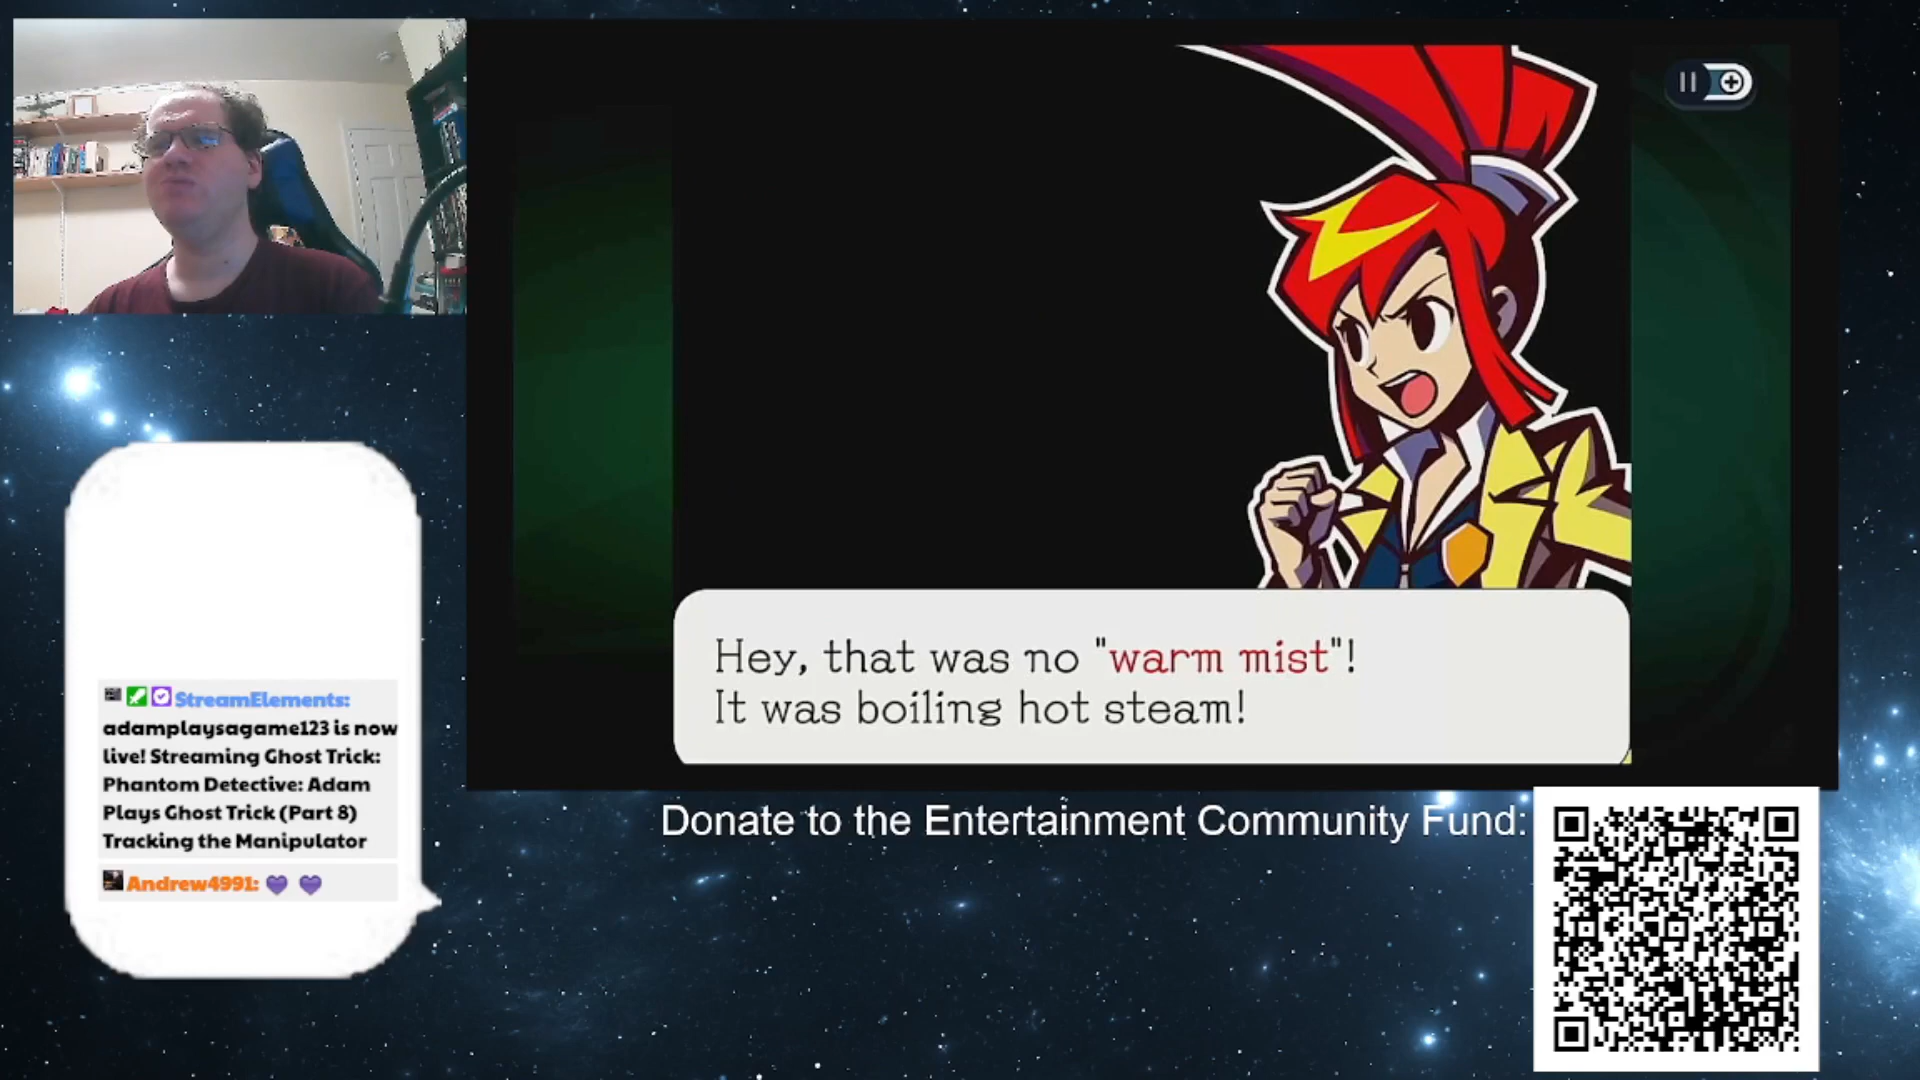 Hey, that was no "warm mist"!
It was boiling hot steam!
StreamElements:
adamplaysagame123 is now
live! Streaming Ghost Trick:
Phantom Detective: Adam
Plays Ghost Trick (Part 8)
Tracking the Manipulator
Andrew4991: 💜 💜
Donate to the Entertainment Community Fund: